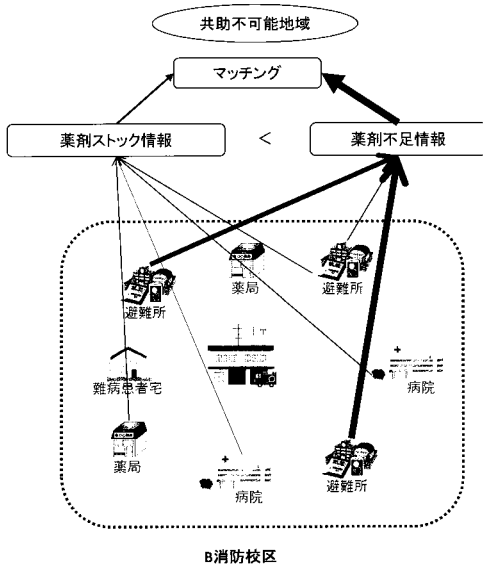 共助不可能地域
マッチング
薬剤ストック情報
<
薬剤不足情報
薬局
避難所
避難所
難病患者宅
病院
薬局
病院
避難所
B消防校区